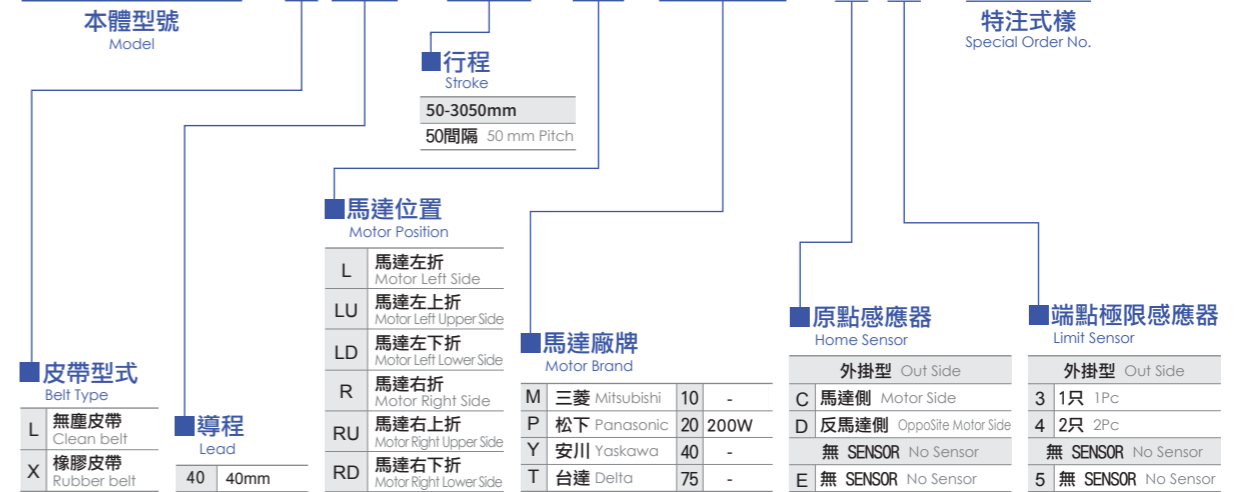 本體型號
Model
特注式樣
Special Order No.
行程
Stroke
50-3050mm
50間隔 50 mm Pitch
馬達位置
Motor Position
L 馬達左折
Motor Left Side
LU 馬達左上折
Motor Left Upper Side
LD 馬達左下折
Motor Left Lower Side
R 馬達右折
Motor Right Side
RU 馬達右上折
Motor Right Upper Side
RD 馬達右下折
Motor Right Lower Side
皮帶型式
Belt Type
L 無塵皮帶
Clean belt
X 橡膠皮帶
Rubber belt
導程
Lead
40 40mm
馬達廠牌
Motor Brand
M 三菱 Mitsubishi 10 -
P 松下 Panasonic 20 200W
Y 安川 Yaskawa 40 -
T 台達 Delta 75 -
原點感應器
Home Sensor
外掛型 Out Side
C 馬達側 Motor Side
D 反馬達側 OppoSite Motor Side
無 SENSOR No Sensor
E 無 SENSOR No Sensor
端點極限感應器
Limit Sensor
外掛型 Out Side
3 1只 1Pc
4 2只 2Pc
無 SENSOR No Sensor
5 無 SENSOR No Sensor